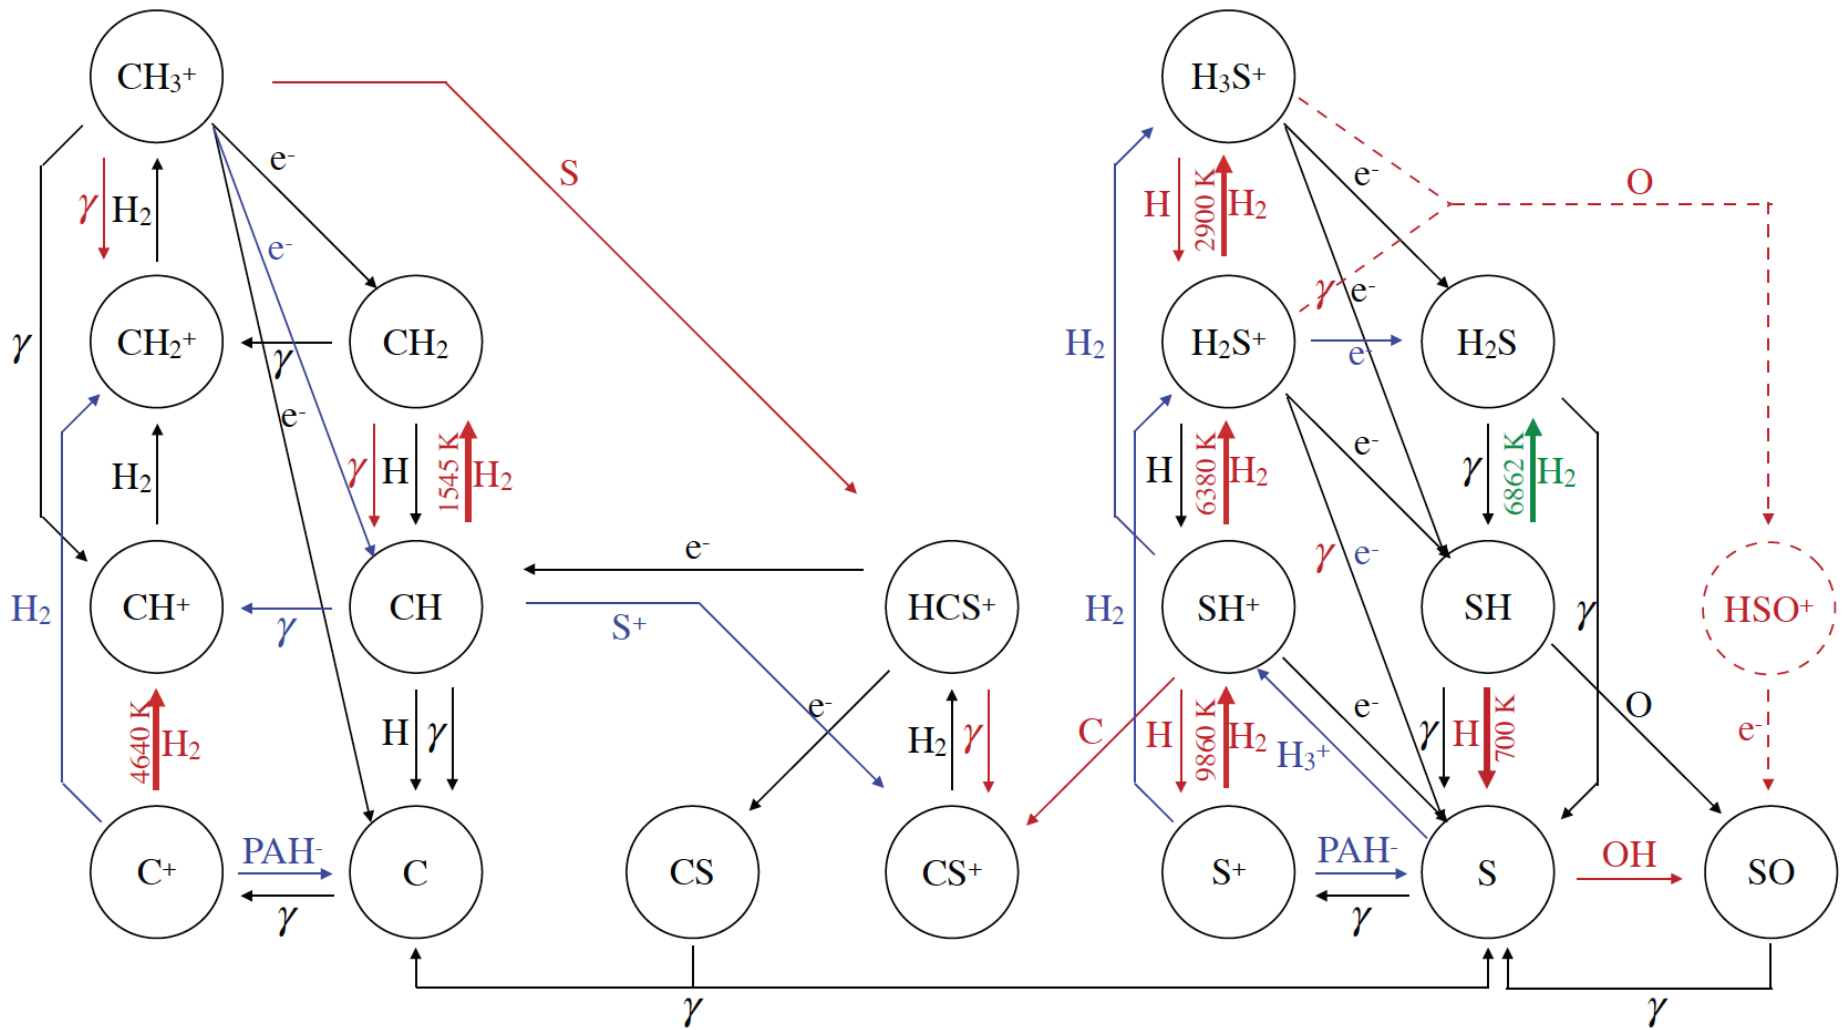 CH₃⁺
H₃S⁺
S
e⁻
e⁻
O
γ
H₂
H
2900 K
H₂
e⁻
γ
e⁻
γ
CH₂⁺
CH₂
γ
H₂
H₂S⁺
e⁻
H₂S
e⁻
e⁻
H₂
γ
H
1545 K
H₂
H
6380 K
H₂
γ
6862 K
H₂
e⁻
γ
e⁻
H₂
CH⁺
γ
CH
S⁺
HCS⁺
H₂
SH⁺
SH
γ
HSO⁺
4640 K
H₂
H
γ
e⁻
H₂
γ
C
H
9860 K
H₂
e⁻
H₃⁺
γ
H
700 K
O
e⁻
C⁺
PAH⁻
γ
C
CS
CS⁺
S⁺
PAH⁻
γ
S
OH
SO
γ
γ